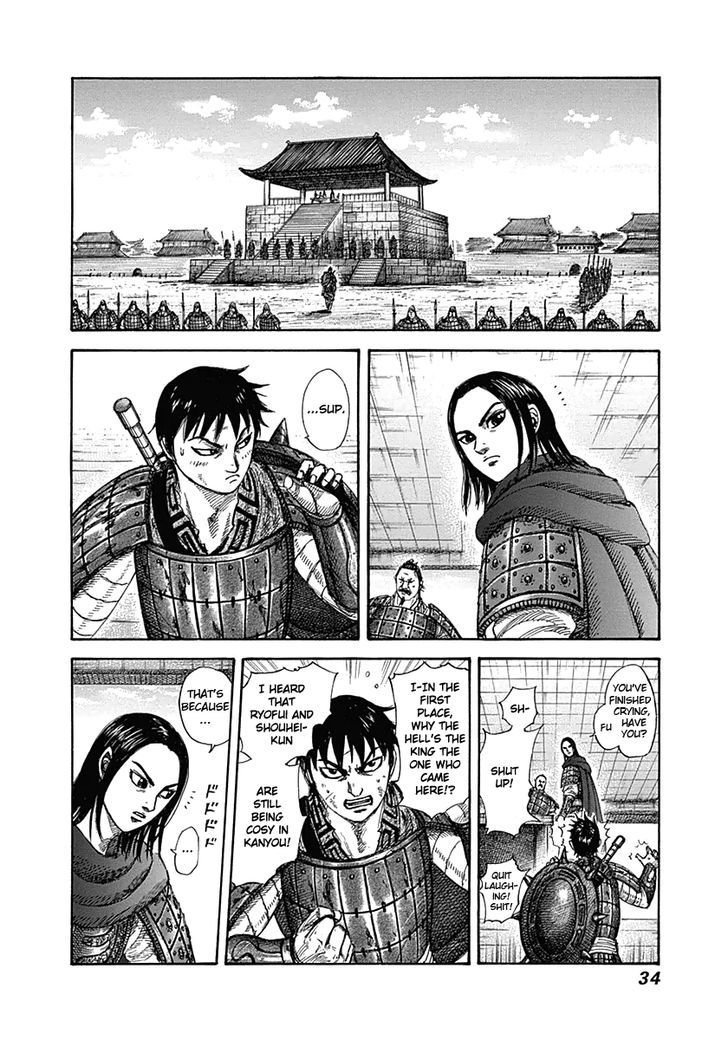 ...SUP.
YOU'VE
FINISHED
CRYING,
HAVE
YOU?
FU
SH-
SHUT
UP!
QUIT
LAUGH-
ING!
SHIT!
I-IN THE
FIRST
PLACE,
WHY THE
HELL'S THE
KING THE
ONE WHO
CAME
HERE!?
I HEARD
THAT
RYOFUI AND
SHOUHEI-
KUN
ARE
STILL
BEING
COSY IN
KANYOU!
THAT'S
BECAUSE
...
...
ドドドド
34